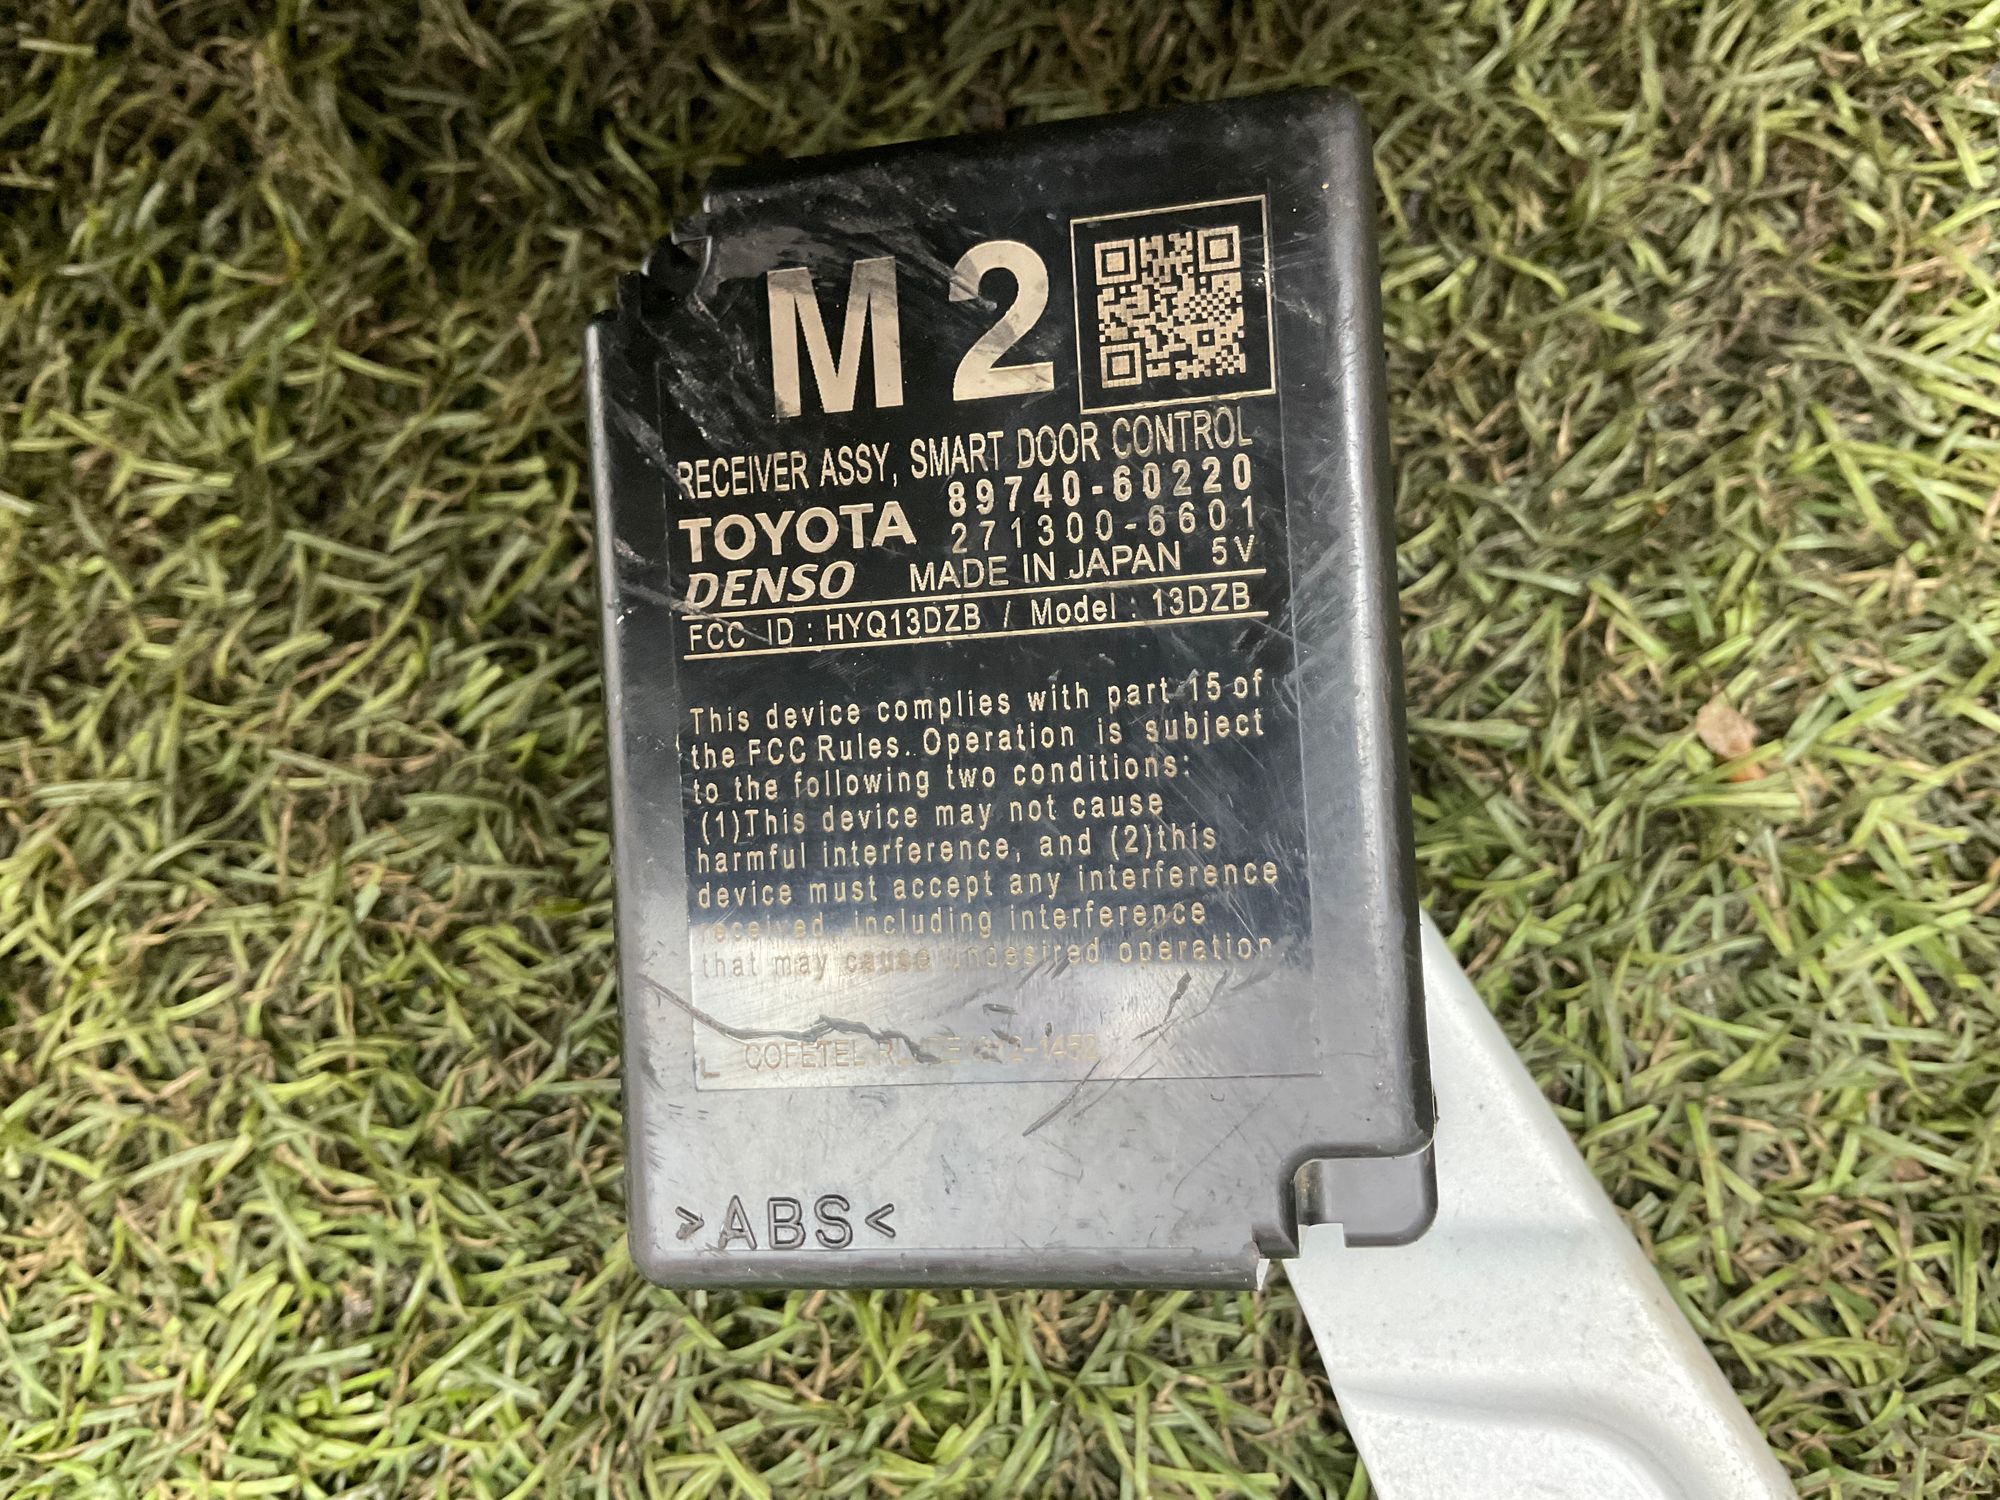 M2
RECEIVER ASSY, SMART DOOR CONTROL
TOYOTA 89740-60220
271300-6601
DENSO MADE IN JAPAN 5V
FCC ID : HYQ13DZB / Model : 13DZB
This device complies with part 15 of
the FCC Rules. Operation is subject
to the following two conditions:
(1)This device may not cause
harmful interference, and (2)this
device must accept any interference
received, including interference
that may cause undesired operation.
COFETEL
>ABS<